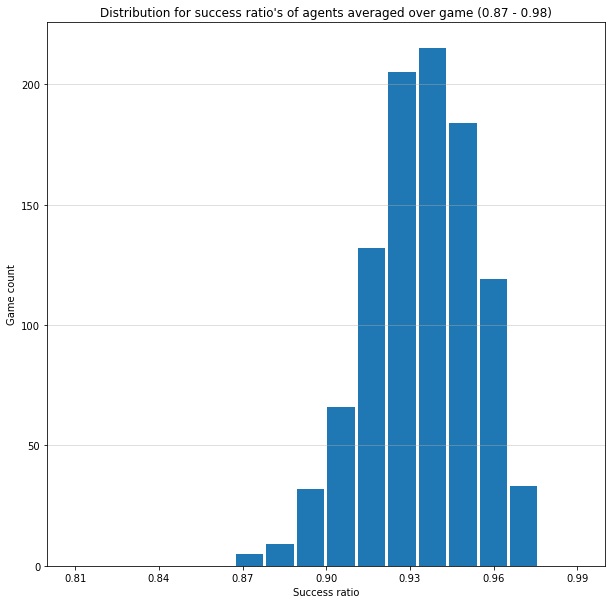 Distribution for success ratio's of agents averaged over game (0.87 - 0.98)
200
150
100
50
0
Game count
0.81 0.84 0.87 0.90 0.93 0.96 0.99
Success ratio